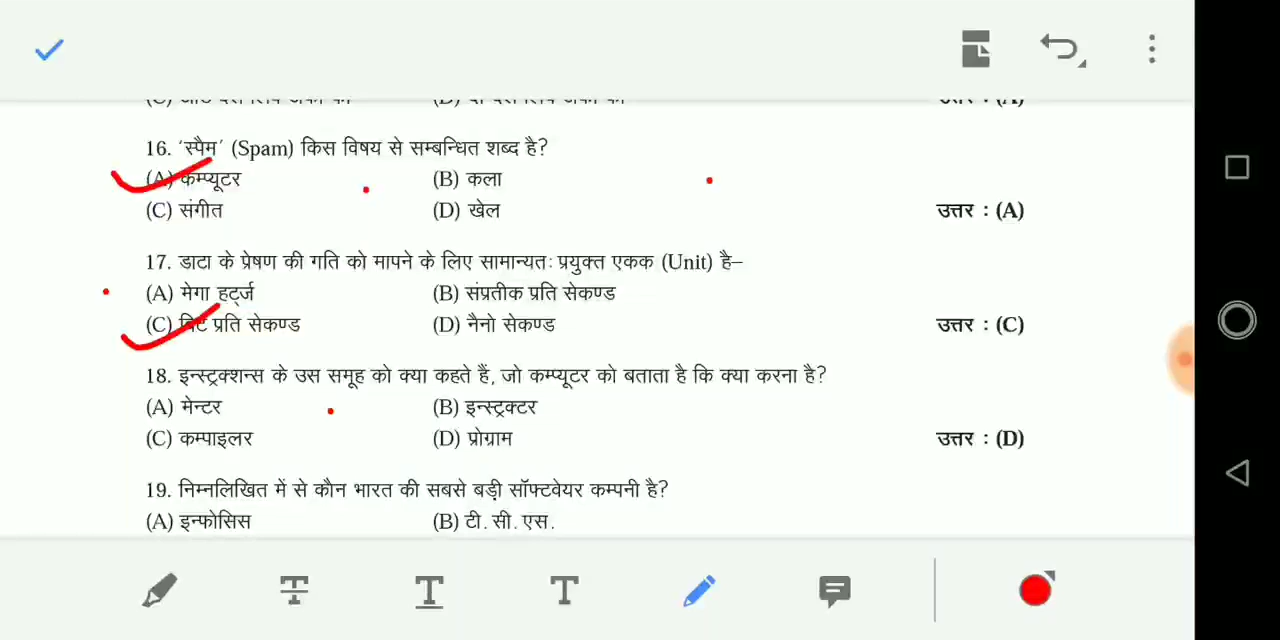 उत्तर : (A)
16. 'स्पैम' (Spam) किस विषय से सम्बन्धित शब्द है?
(A) कम्प्यूटर (B) कला
(C) संगीत (D) खेल उत्तर : (A)
17. डाटा के प्रेषण की गति को मापने के लिए सामान्यतः प्रयुक्त एकक (Unit) है–
(A) मेगा हर्ट्ज (B) संप्रतीक प्रति सेकण्ड
(C) बिट प्रति सेकण्ड (D) नैनो सेकण्ड उत्तर : (C)
18. इन्स्ट्रक्शन्स के उस समूह को क्या कहते हैं, जो कम्प्यूटर को बताता है कि क्या करना है?
(A) मेन्टर (B) इन्स्ट्रक्टर
(C) कम्पाइलर (D) प्रोग्राम उत्तर : (D)
19. निम्नलिखित में से कौन भारत की सबसे बड़ी सॉफ्टवेयर कम्पनी है?
(A) इन्फोसिस (B) टी. सी. एस.